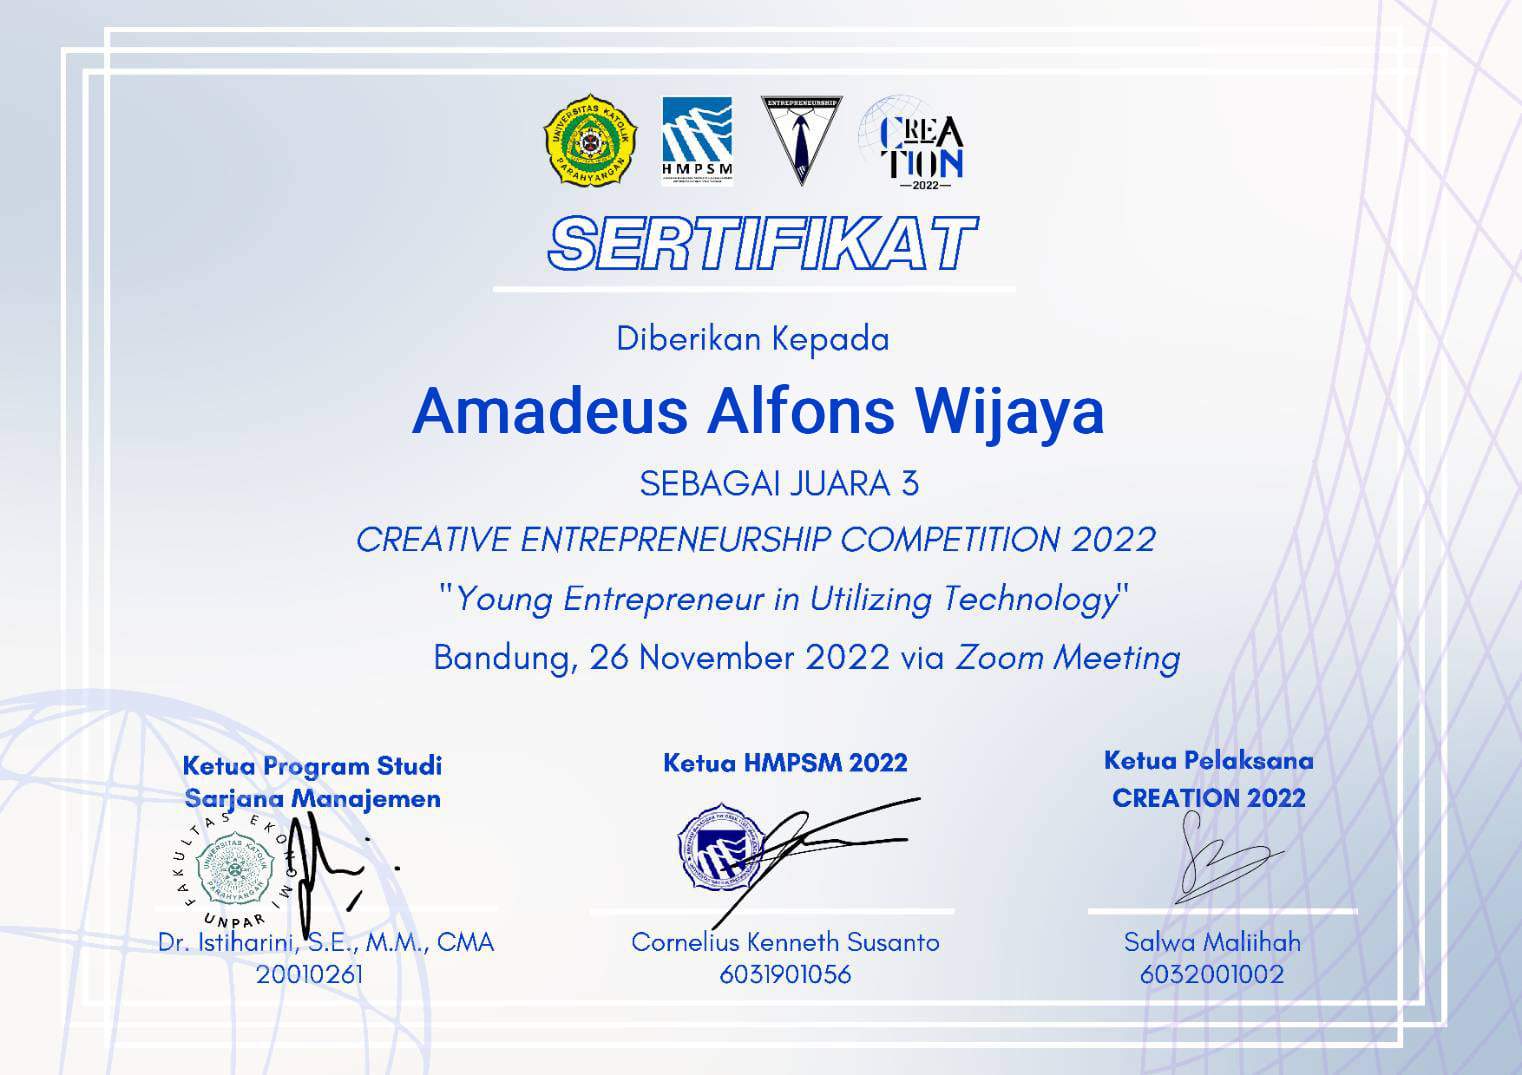 UNIVERSITAS KATOLIK
PARAHYANGAN
HMPSM
ENTREPRENEURSHIP
CREA
TION
—2022—
SERTIFIKAT
Diberikan Kepada
Amadeus Alfons Wijaya
SEBAGAI JUARA 3
CREATIVE ENTREPRENEURSHIP COMPETITION 2022
"Young Entrepreneur in Utilizing Technology"
Bandung, 26 November 2022 via Zoom Meeting
Ketua Program Studi
Sarjana Manajemen
FAKULTAS EKONOMI
UNIVERSITAS KATOLIK
PARAHYANGAN
UNPAR
Dr. Istiharini, S.E., M.M., CMA
20010261
Ketua HMPSM 2022
Cornelius Kenneth Susanto
6031901056
Ketua Pelaksana
CREATION 2022
Salwa Maliihah
6032001002